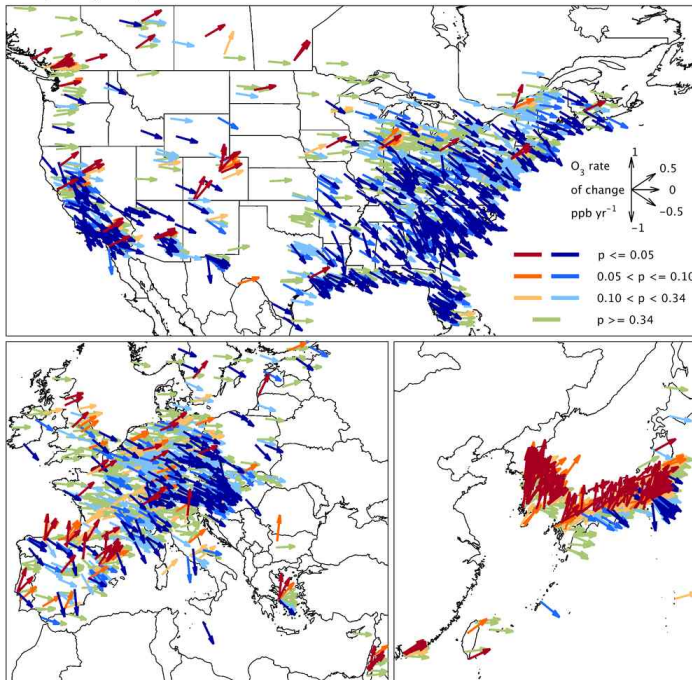 1
O₃ rate
0.5
of change
0
ppb yr⁻¹
−0.5
−1
p <= 0.05
0.05 < p <= 0.10
0.10 < p < 0.34
p >= 0.34